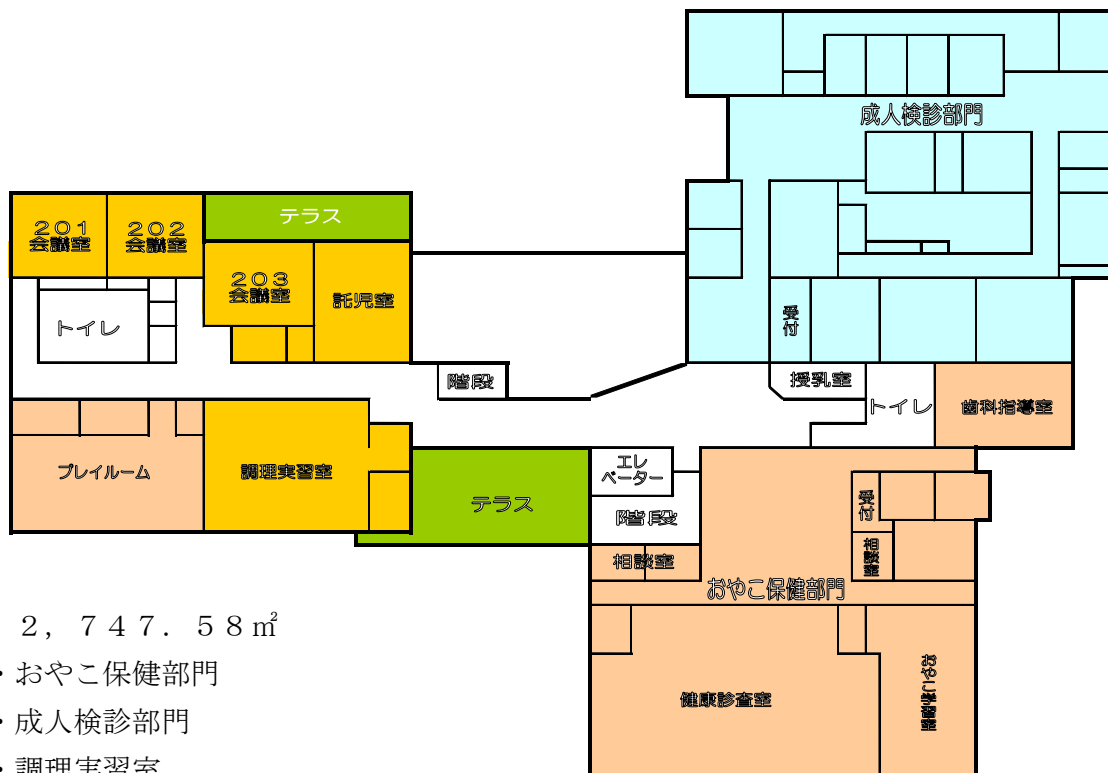 成人検診部門
テラス
２０１
会議室
２０２
会議室
２０３
会議室
託児室
トイレ
受付
階段
授乳室
トイレ
歯科指導室
プレイルーム
調理実習室
テラス
エレ
ベーター
階段
受付
相談室
相談室
おやこ保健部門
健康診査室
２，７４７．５８㎡
・おやこ保健部門
・成人検診部門
・調理実習室